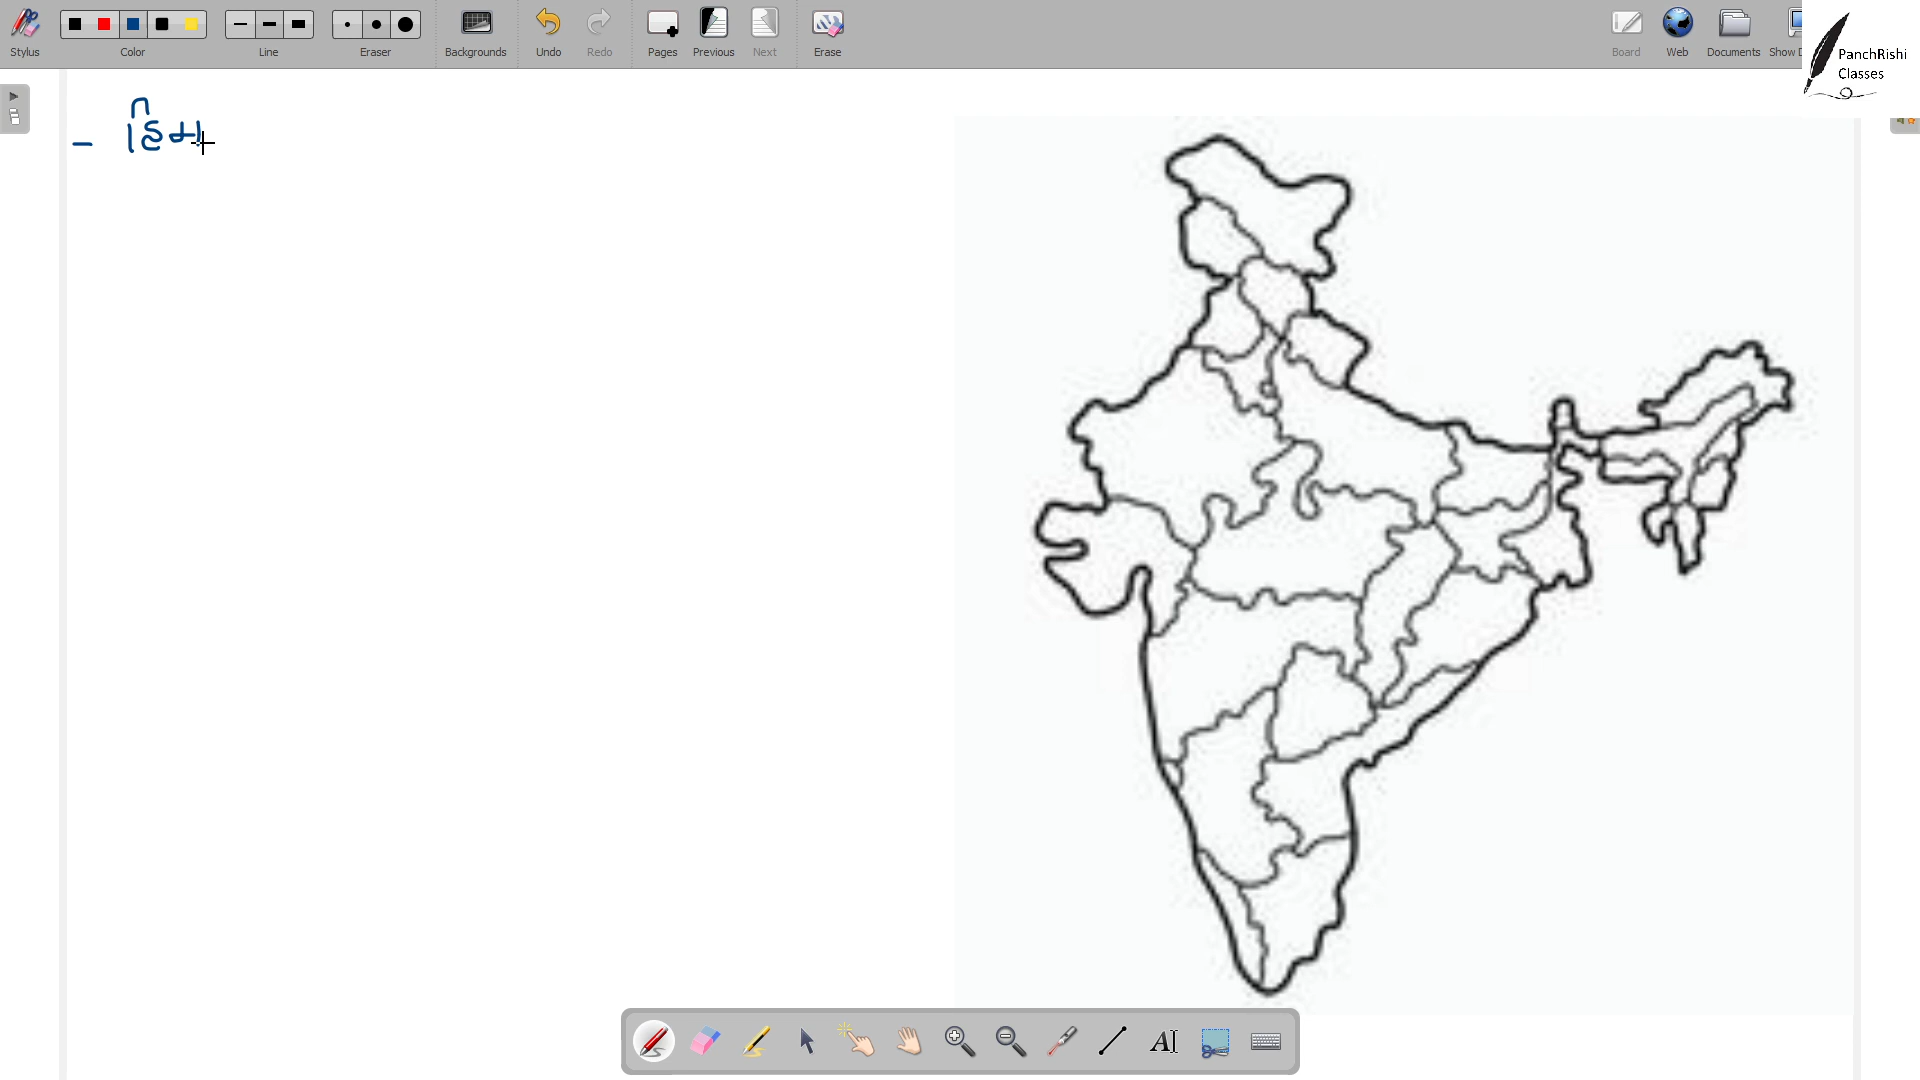 Stylus Color Line Eraser Backgrounds Undo Redo Pages Previous Next Erase Board Web Documents
PanchRishi
Classes
- हिम